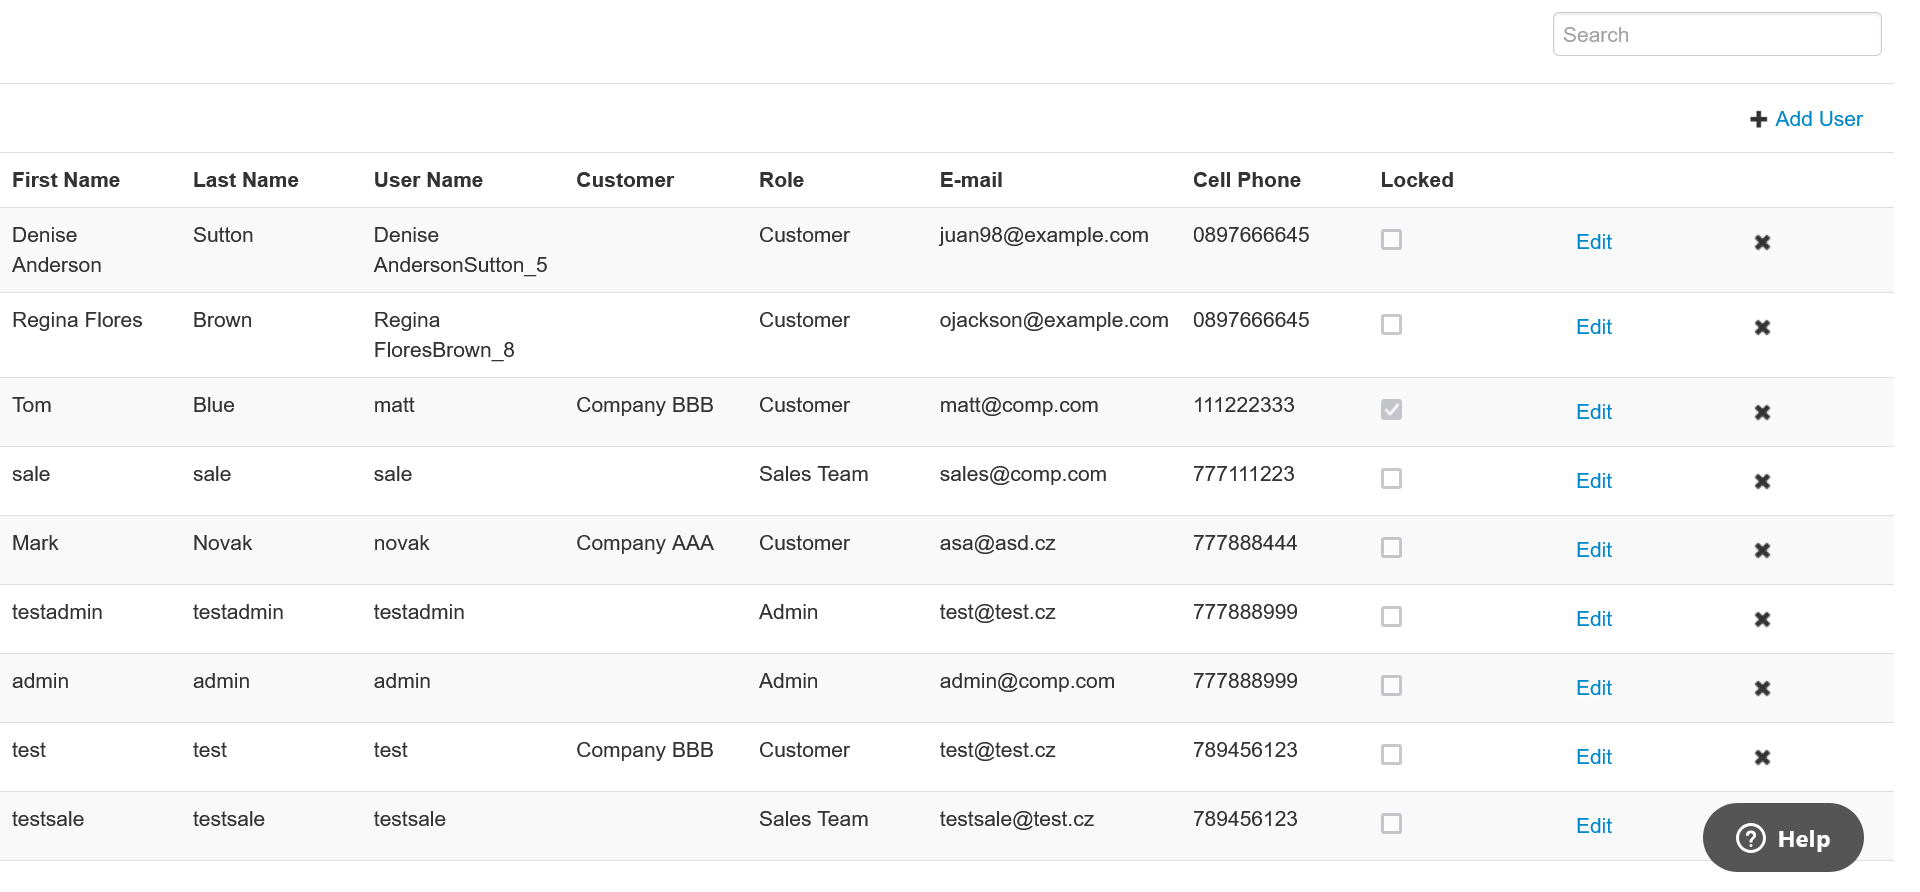 Search
Add User
First Name Last Name User Name Customer Role E-mail Cell Phone Locked
Denise Sutton Denise Customer juan98@example.com 0897666645 Edit
Anderson AndersonSutton_5
Regina Flores Brown Regina Customer ojackson@example.com 0897666645 Edit
FloresBrown_8
Tom Blue matt Company BBB Customer matt@comp.com 111222333 Edit
sale sale sale Sales Team sales@comp.com 777111223 Edit
Mark Novak novak Company AAA Customer asa@asd.cz 777888444 Edit
testadmin testadmin testadmin Admin test@test.cz 777888999 Edit
admin admin admin Admin admin@comp.com 777888999 Edit
test test test Company BBB Customer test@test.cz 789456123 Edit
testsale testsale testsale Sales Team testsale@test.cz 789456123 Edit
? Help